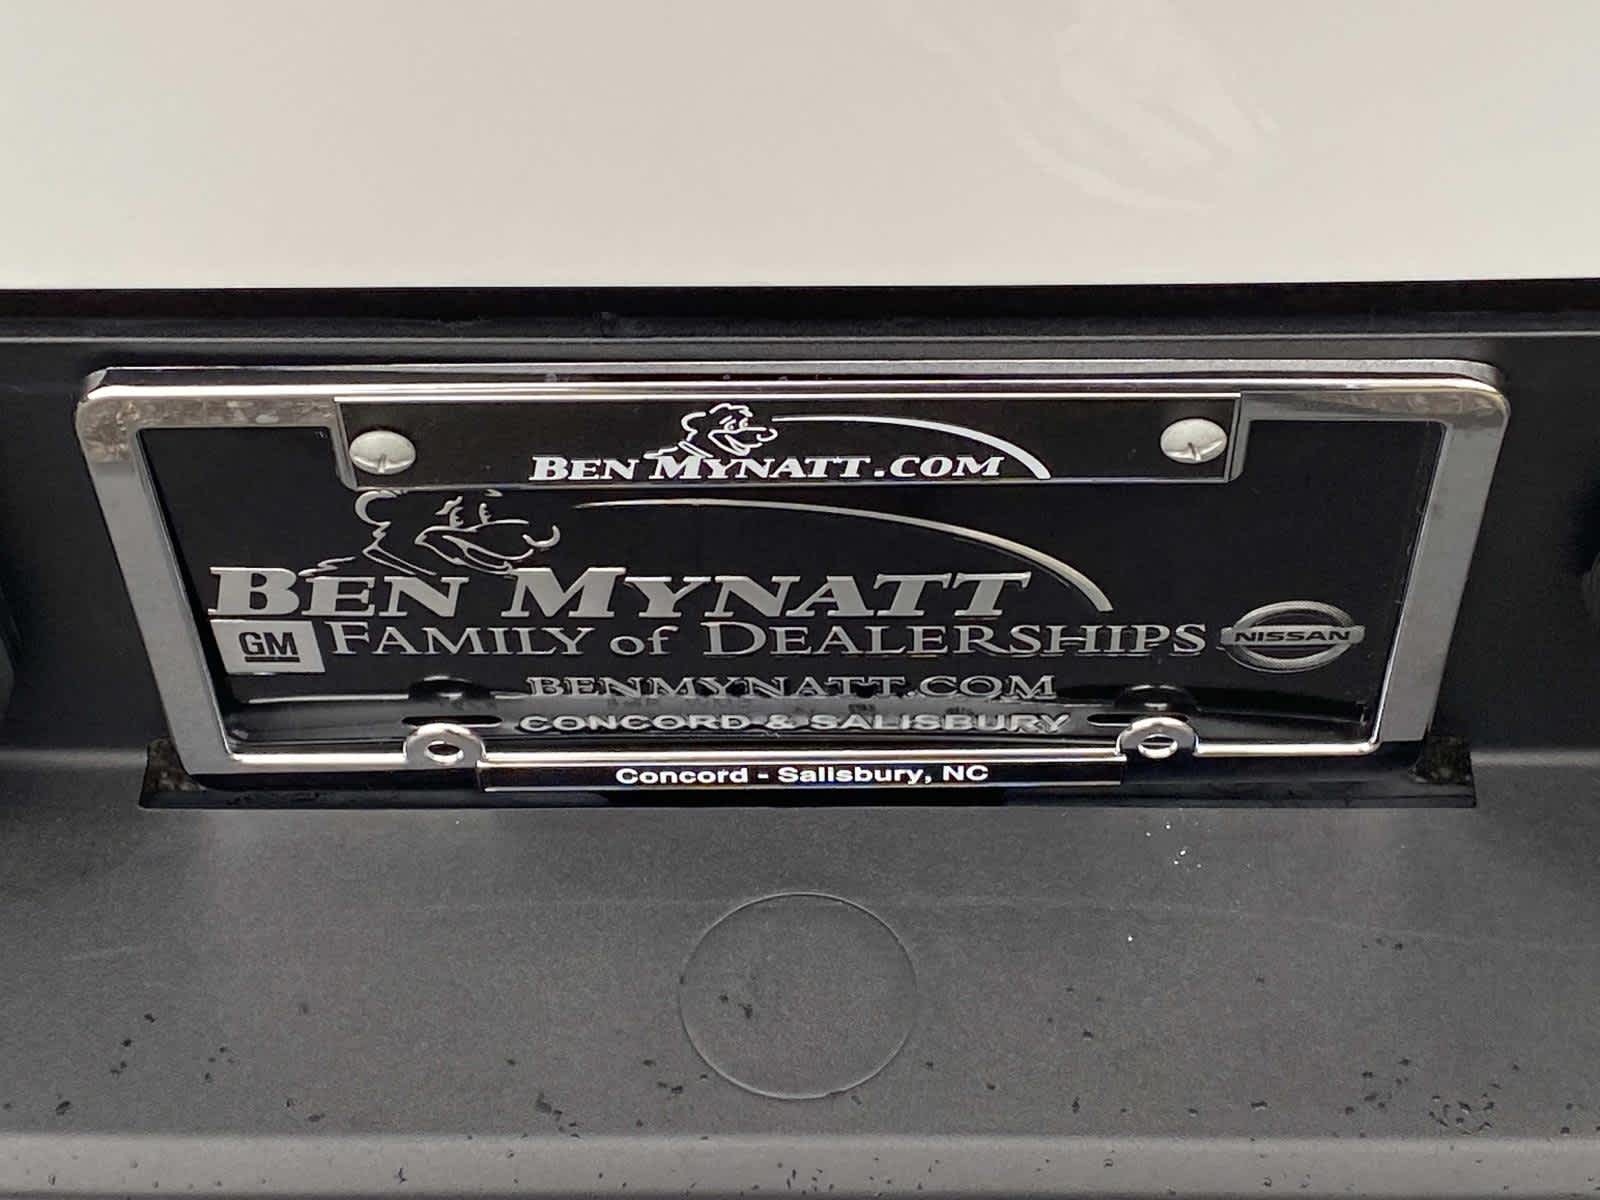 BEN MYNATT.COM
BEN MYNATT
GM FAMILY of DEALERSHIPS NISSAN
BENMYNATT.COM
CONCORD & SALISBURY
Concord - Salisbury, NC